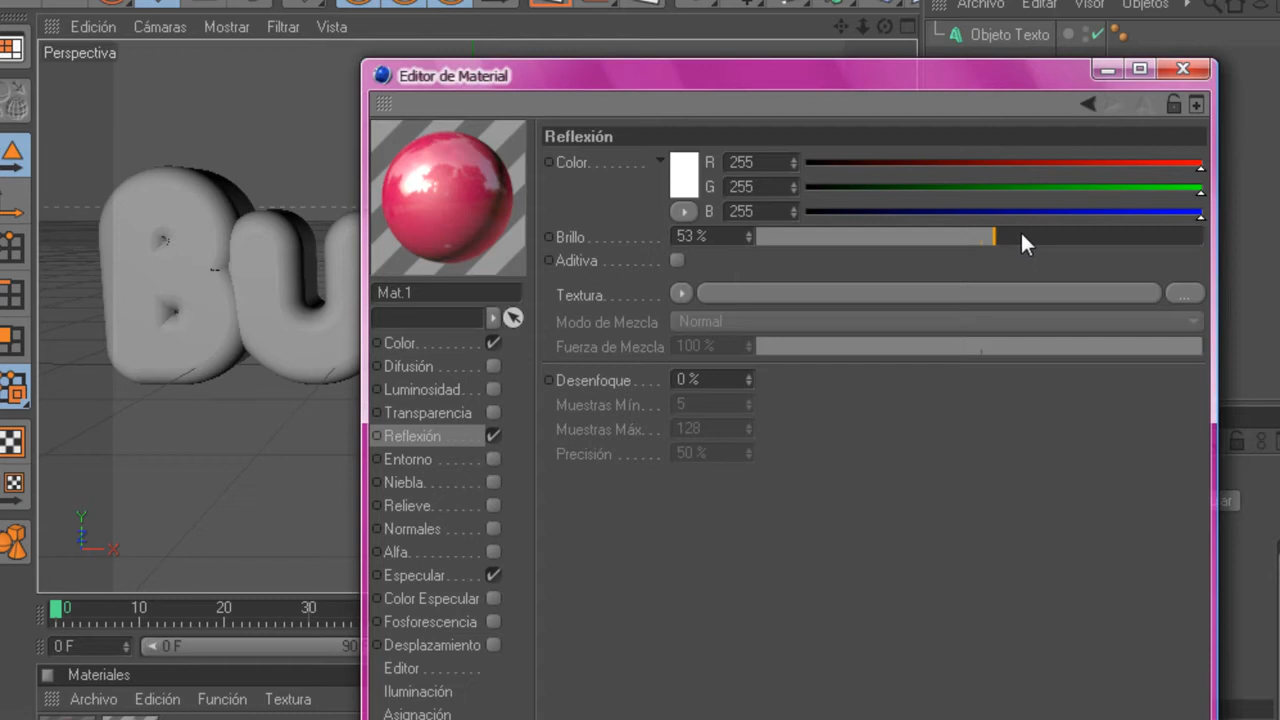 Archivo Editar Visor Objetos
Edición Cámaras Mostrar Filtrar Vista
Objeto Texto
Perspectiva
Editor de Material
Reflexión
Color. R 255
G 255
B 255
Brillo 53 %
Aditiva
Textura. ...
Modo de Mezcla Normal
Fuerza de Mezcla 100 %
Desenfoque 0 %
Muestras Mín. 5
Muestras Máx. 128
Precisión 50 %
Mat.1
Color.
Difusión
Luminosidad.
Transparencia
Reflexión
Entorno
Niebla.
Relieve.
Normales
Alfa.
Especular
Color Especular
Fosforescencia
Desplazamiento
Editor
Iluminación
Asignación
Bu
Y
Z
X
0 10 20 30
0 F 0 F 90
Materiales
Archivo Edición Función Textura